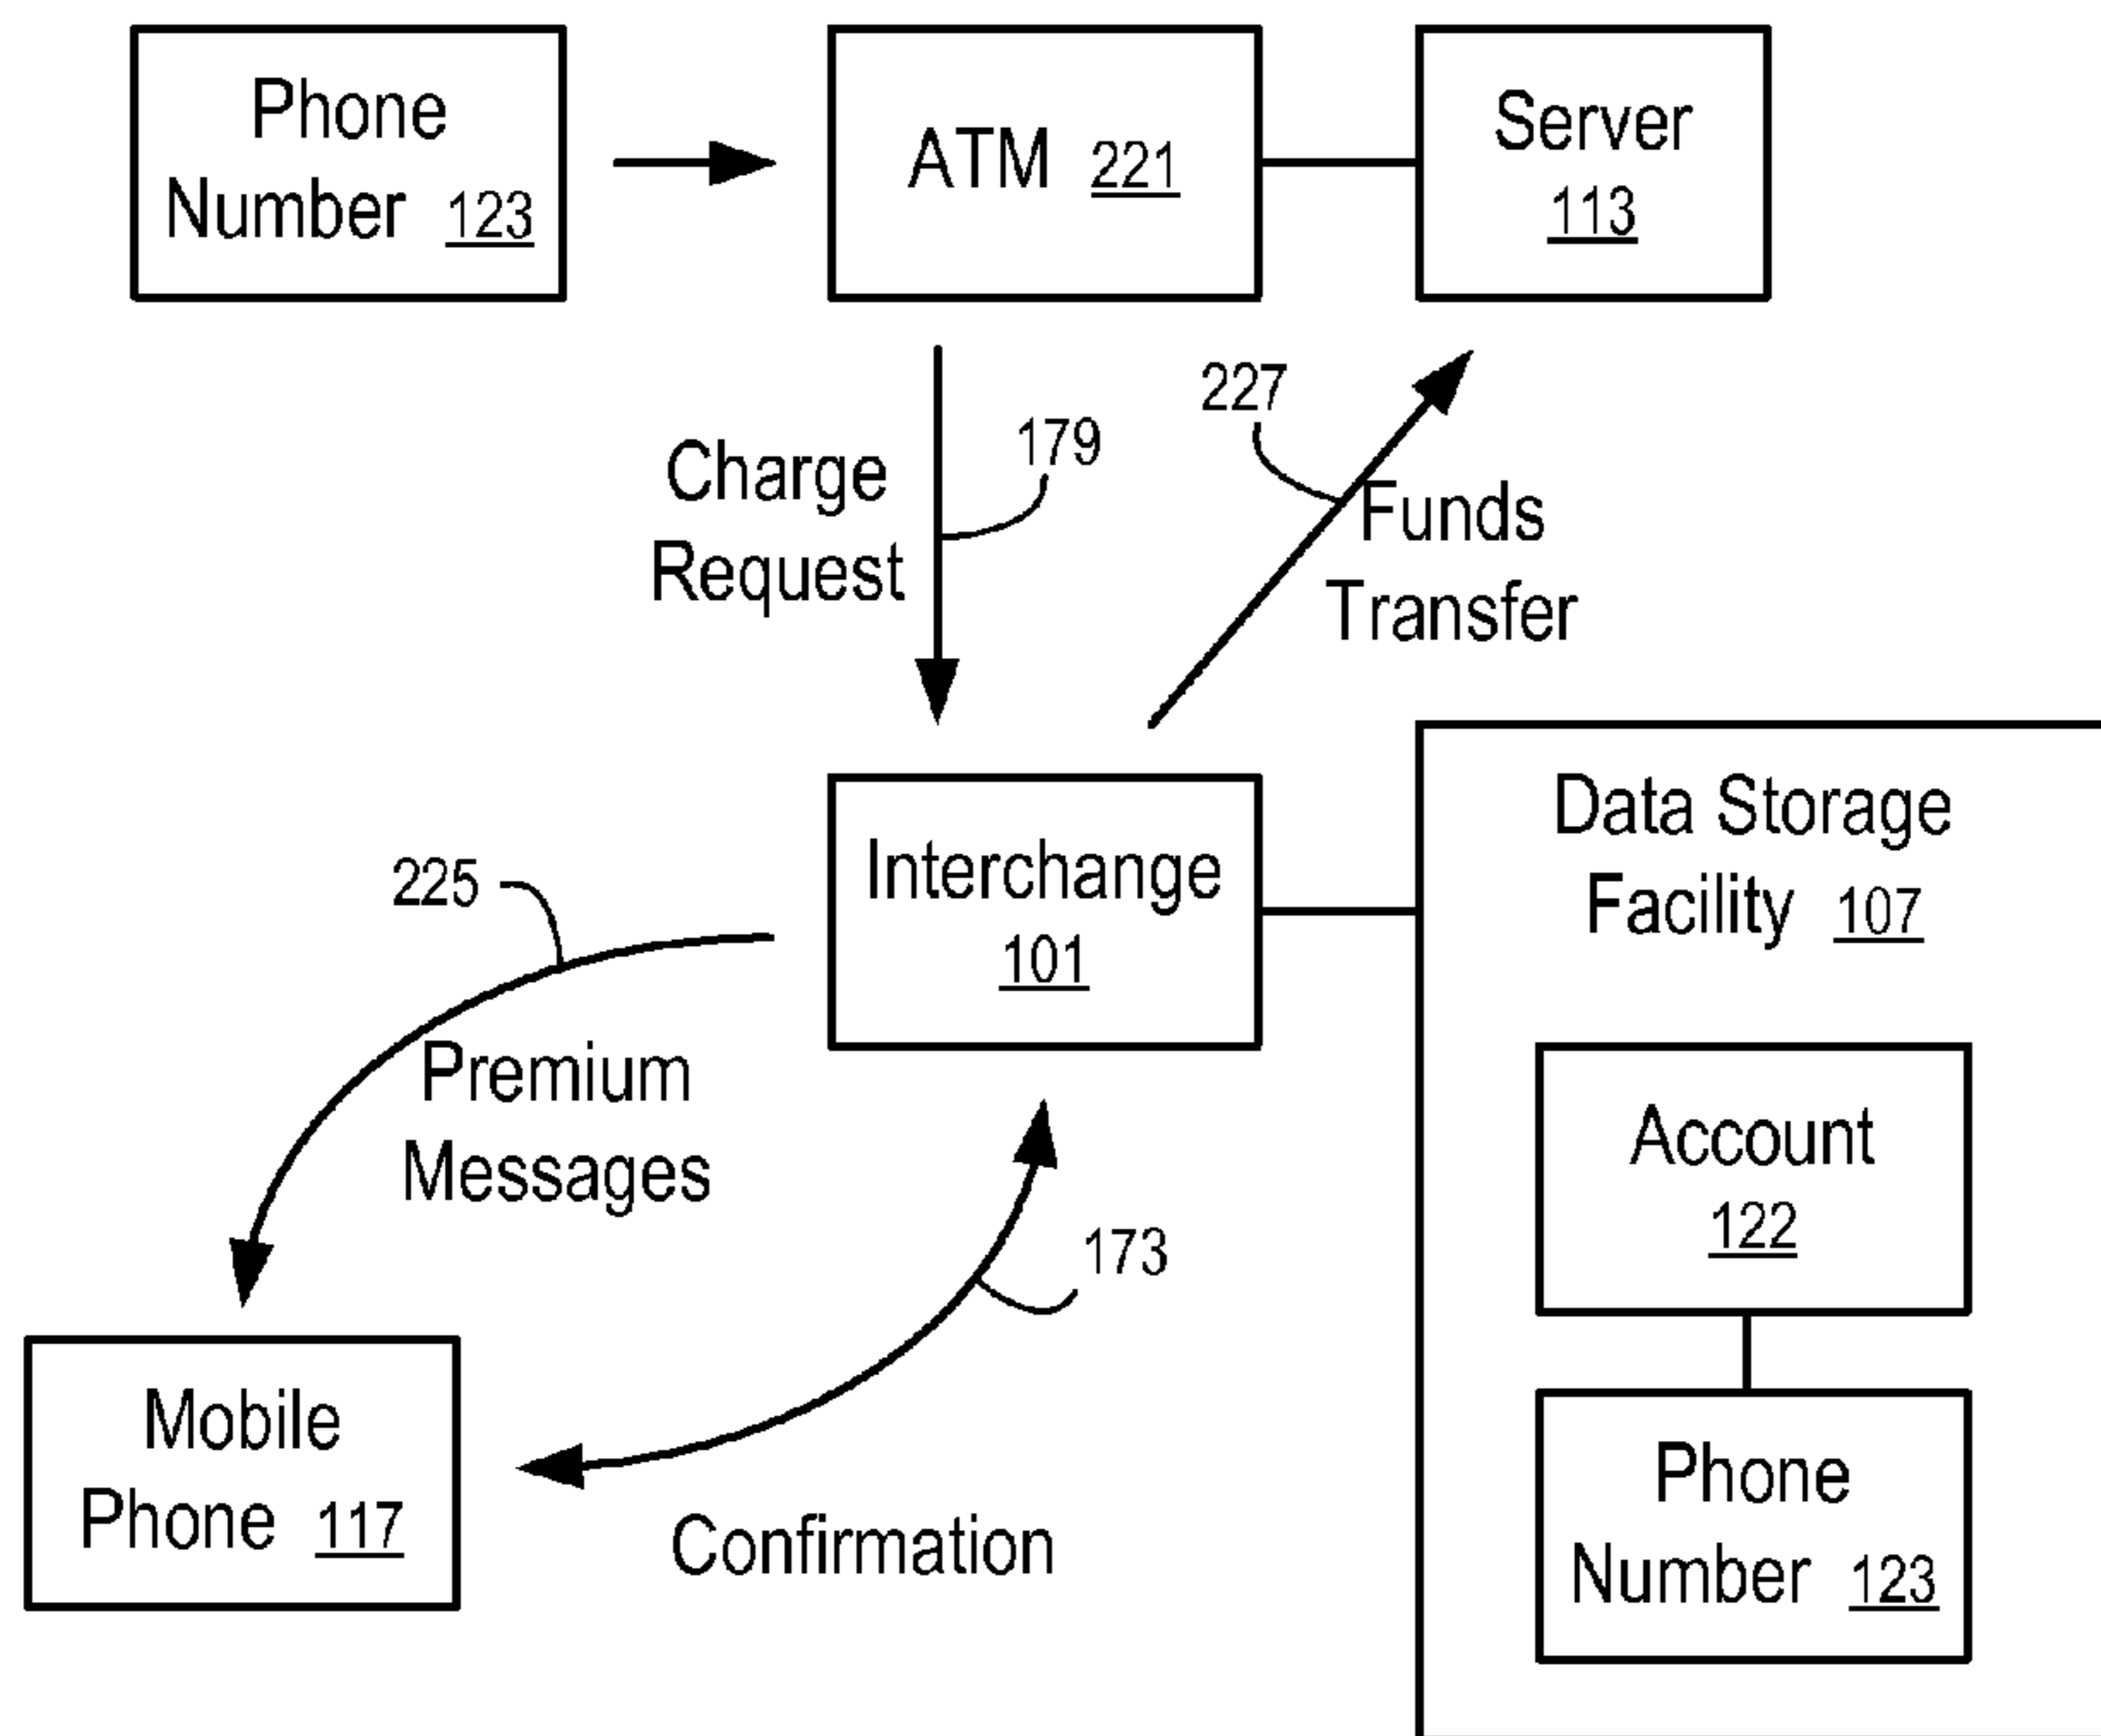 Phone
Number 123
ATM 221
Server
113
Charge
Request
179
227
Funds
Transfer
Interchange
101
Data Storage
Facility 107
225
Premium
Messages
Account
122
173
Mobile
Phone 117
Confirmation
Phone
Number 123